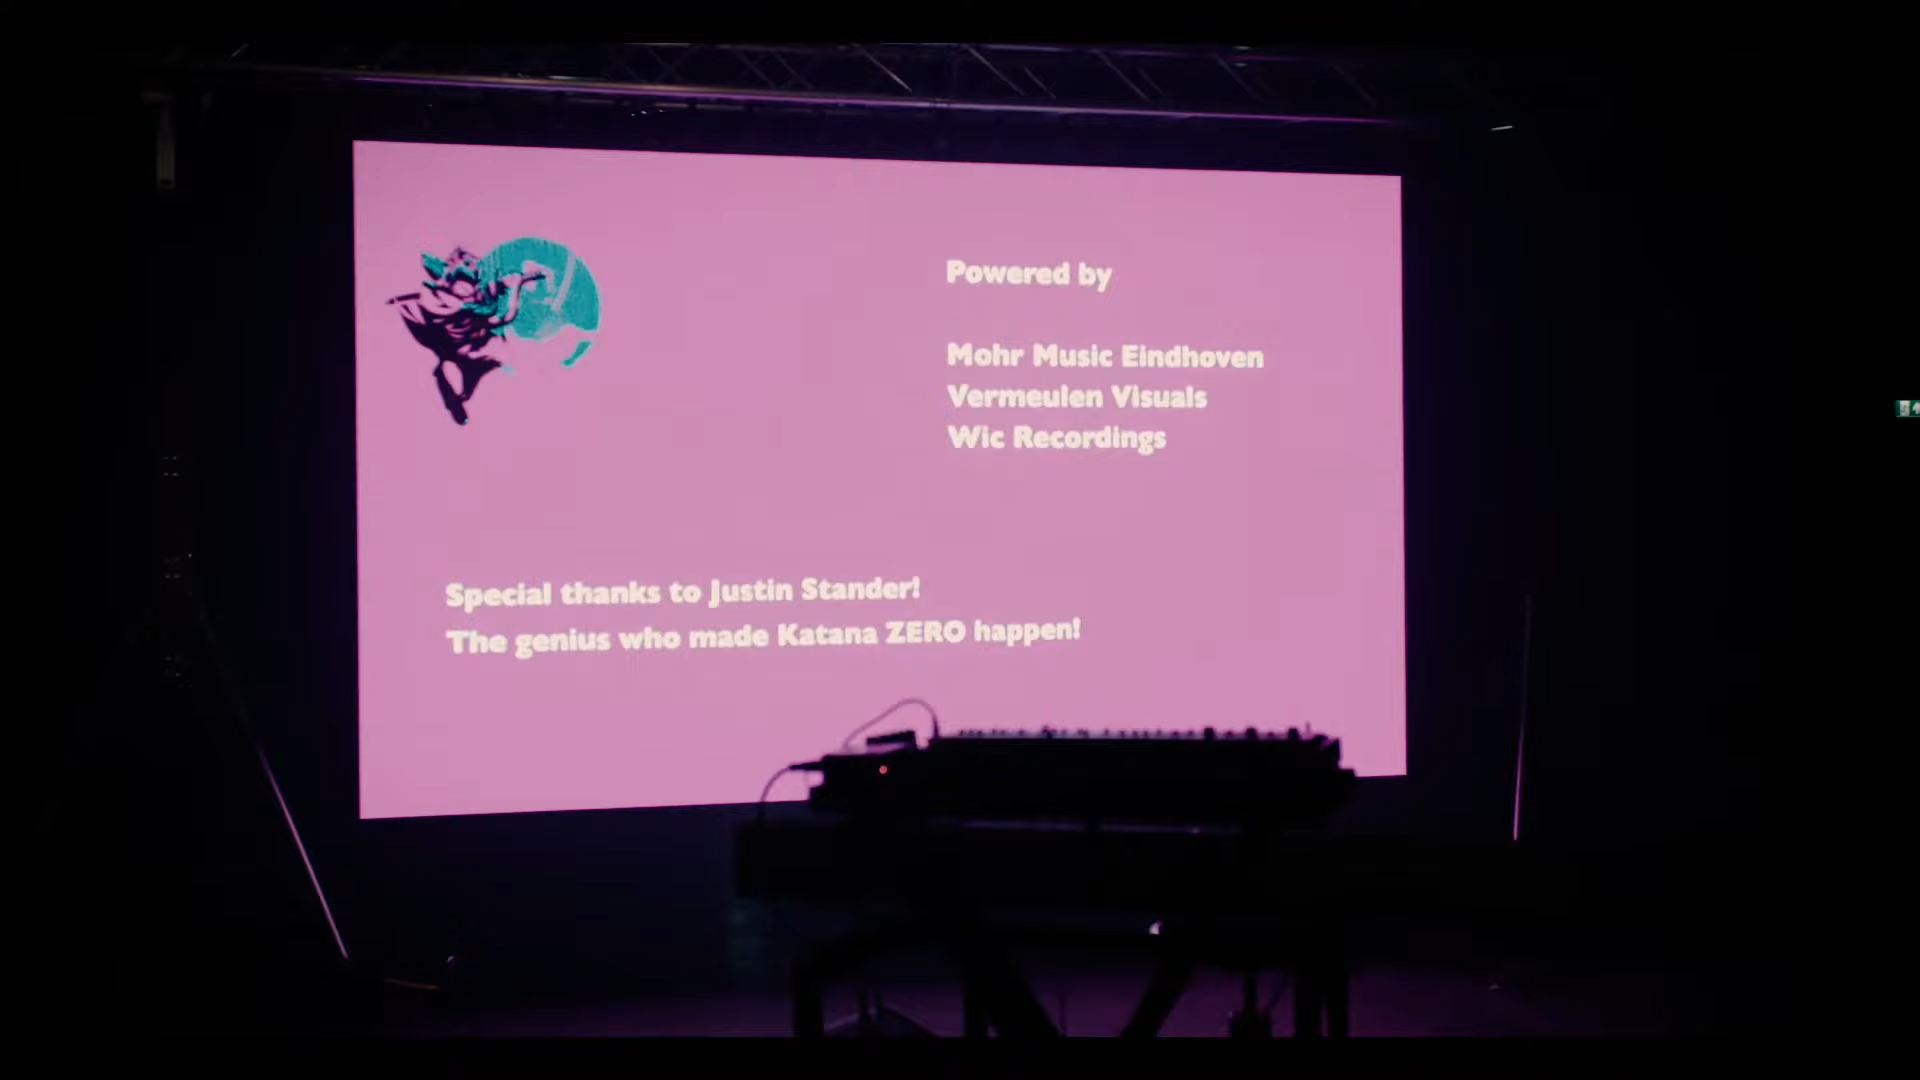 Powered by
Mohr Music Eindhoven
Vermeulen Visuals
Wic Recordings
Special thanks to Justin Stander!
The genius who made Katana ZERO happen!